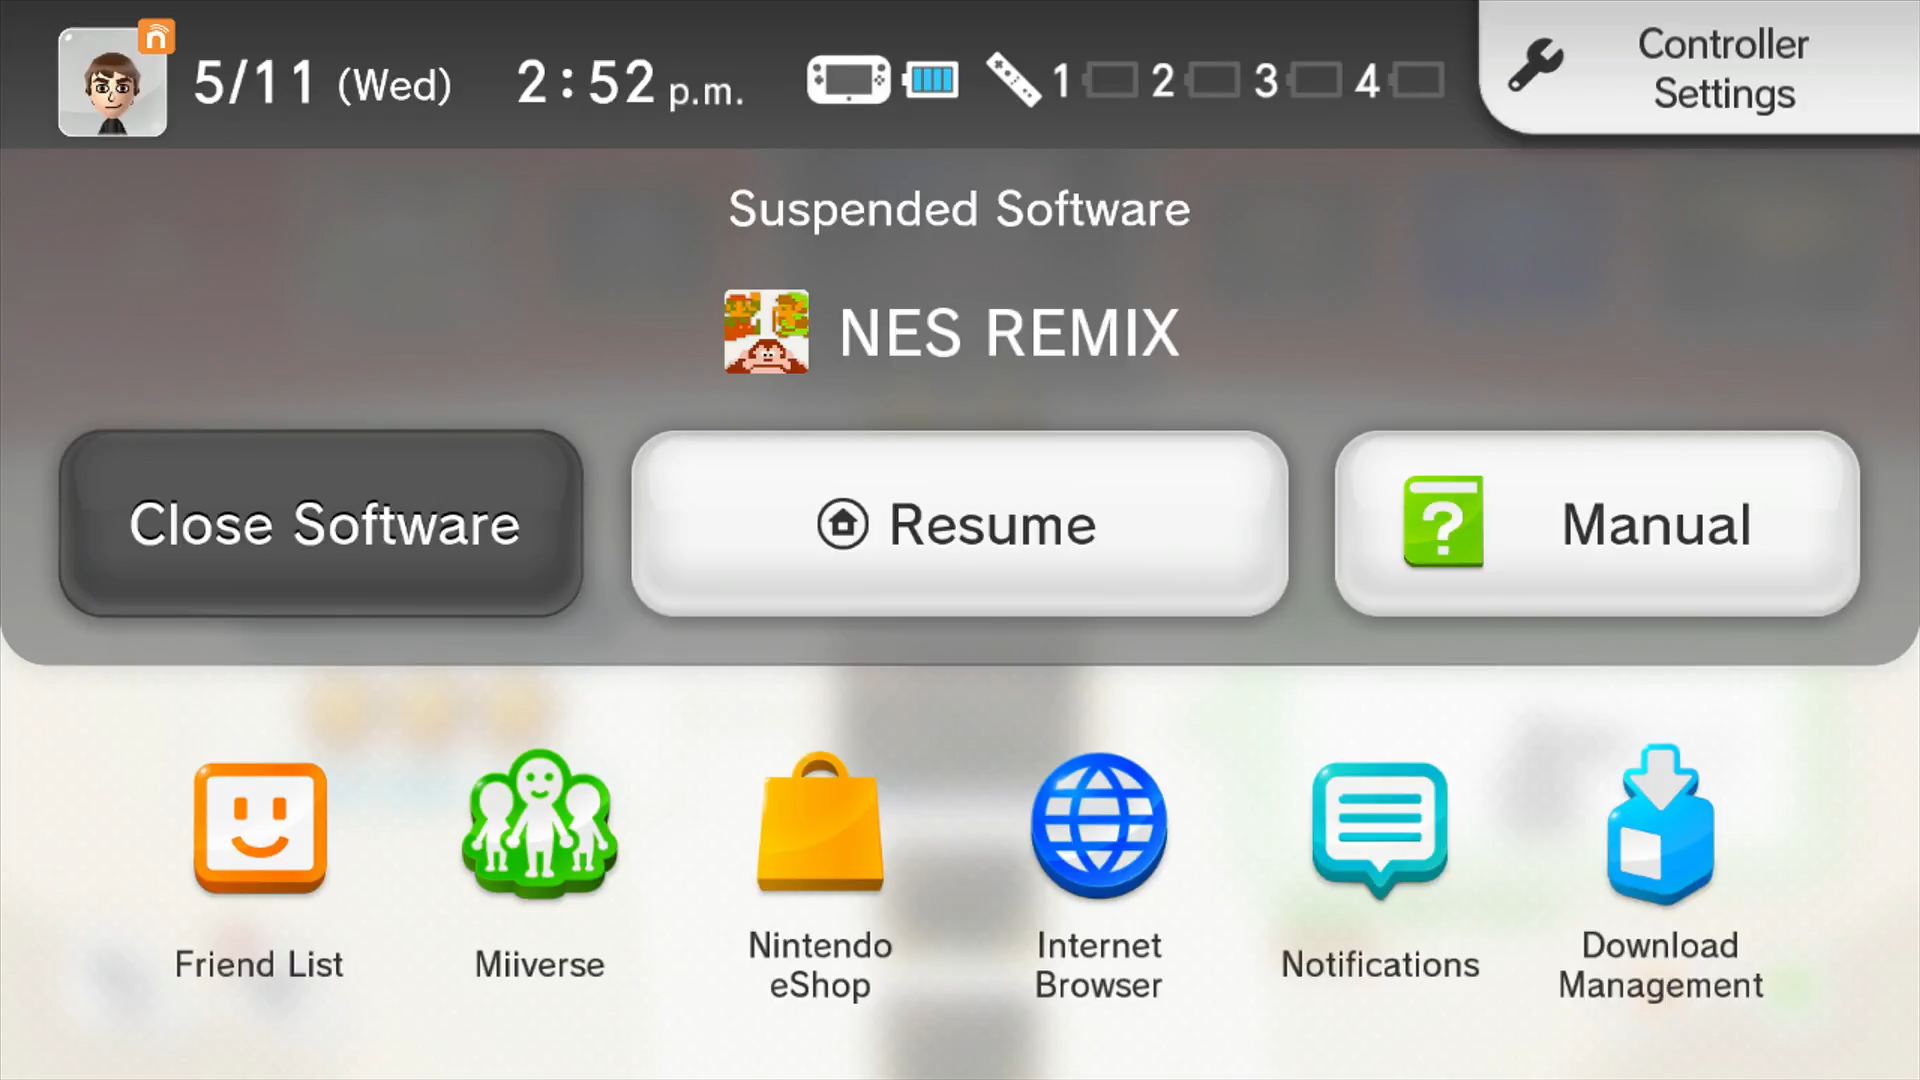 5/11 (Wed) 2:52 p.m. 1 2 3 4
Controller
Settings
Suspended Software
NES REMIX
Close Software
Resume
? Manual
Friend List
Miiverse
Nintendo
eShop
Internet
Browser
Notifications
Download
Management